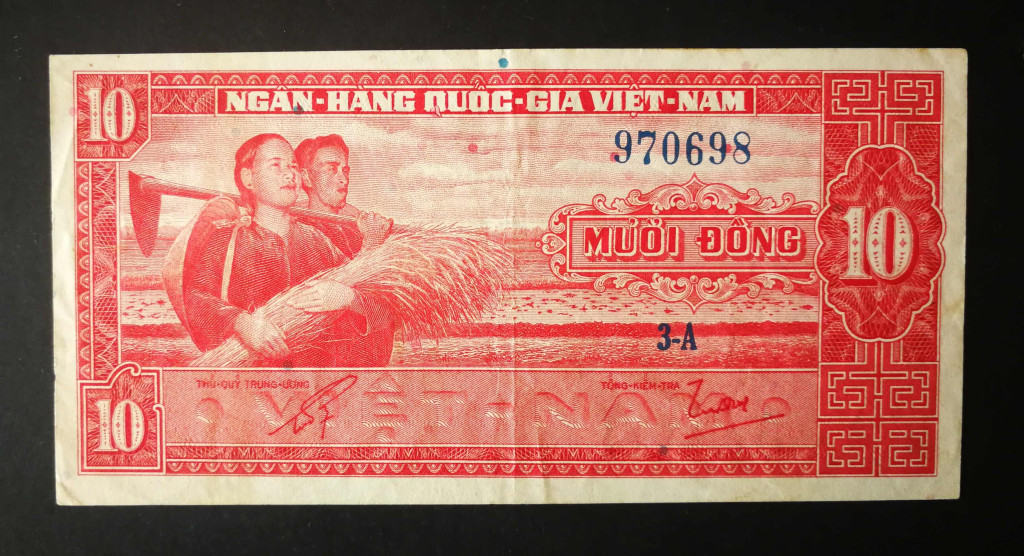 10
NGÂN-HÀNG QUỐC-GIA VIỆT-NAM
970698
MƯỜI ĐỒNG
10
3-A
THỦ-QUỸ TRUNG-ƯƠNG
TỔNG-KIỂM-TRA
VIỆT-NAM
10